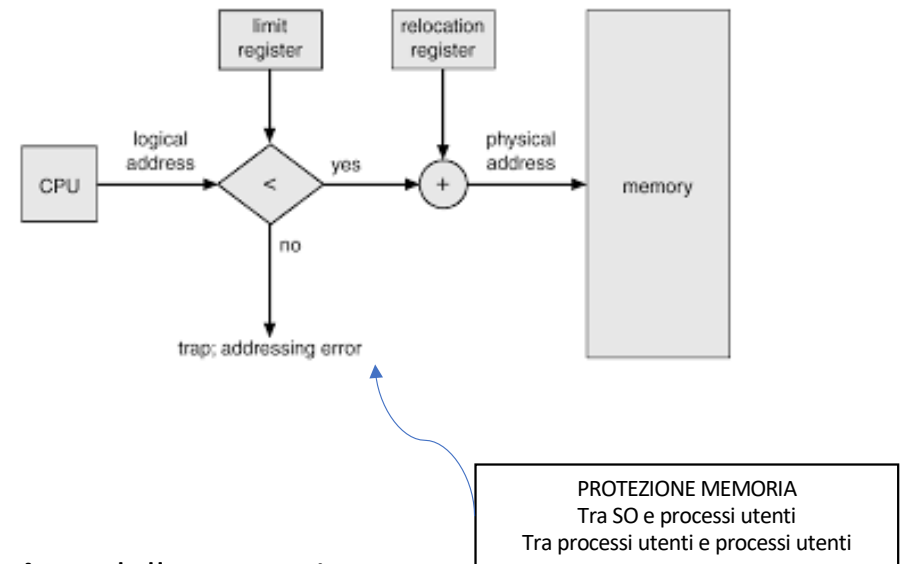 limit
register
relocation
register
logical
address
physical
address
CPU
<
yes
+
memory
no
trap; addressing error
PROTEZIONE MEMORIA
Tra SO e processi utenti
Tra processi utenti e processi utenti